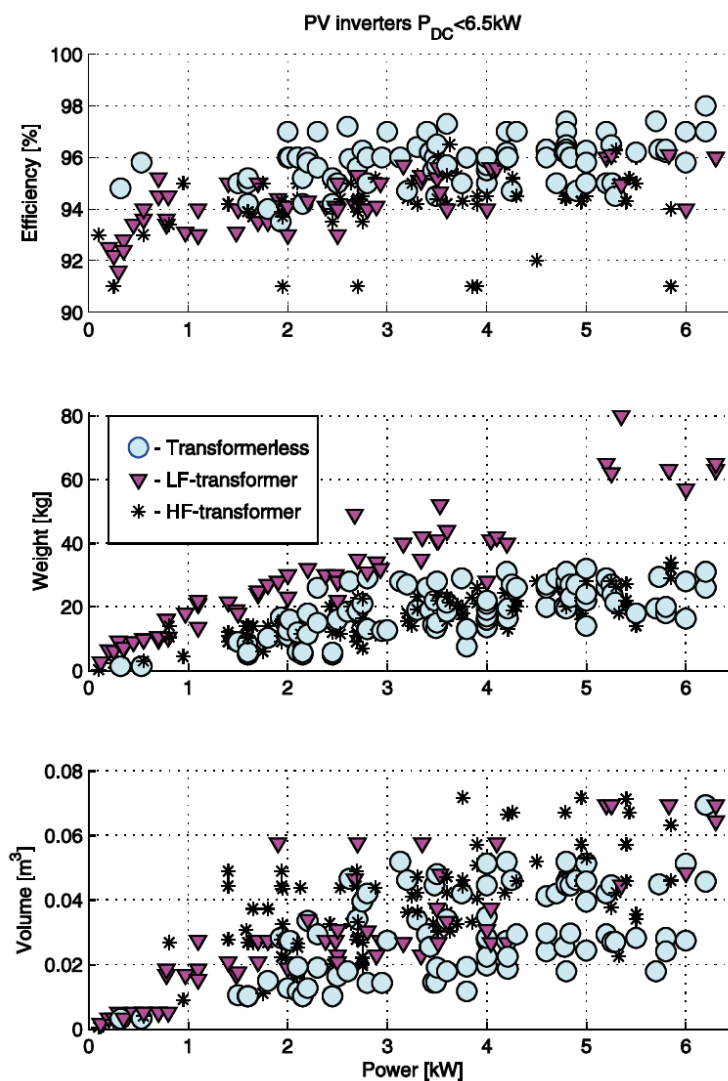 PV inverters P_DC<6.5kW
100
98
96
94
92
90
Efficiency [%]
0 1 2 3 4 5 6
80
60
40
20
0
Weight [kg]
- Transformerless
- LF-transformer
- HF-transformer
0 1 2 3 4 5 6
0.08
0.06
0.04
0.02
0
Volume [m³]
0 1 2 3 4 5 6
Power [kW]